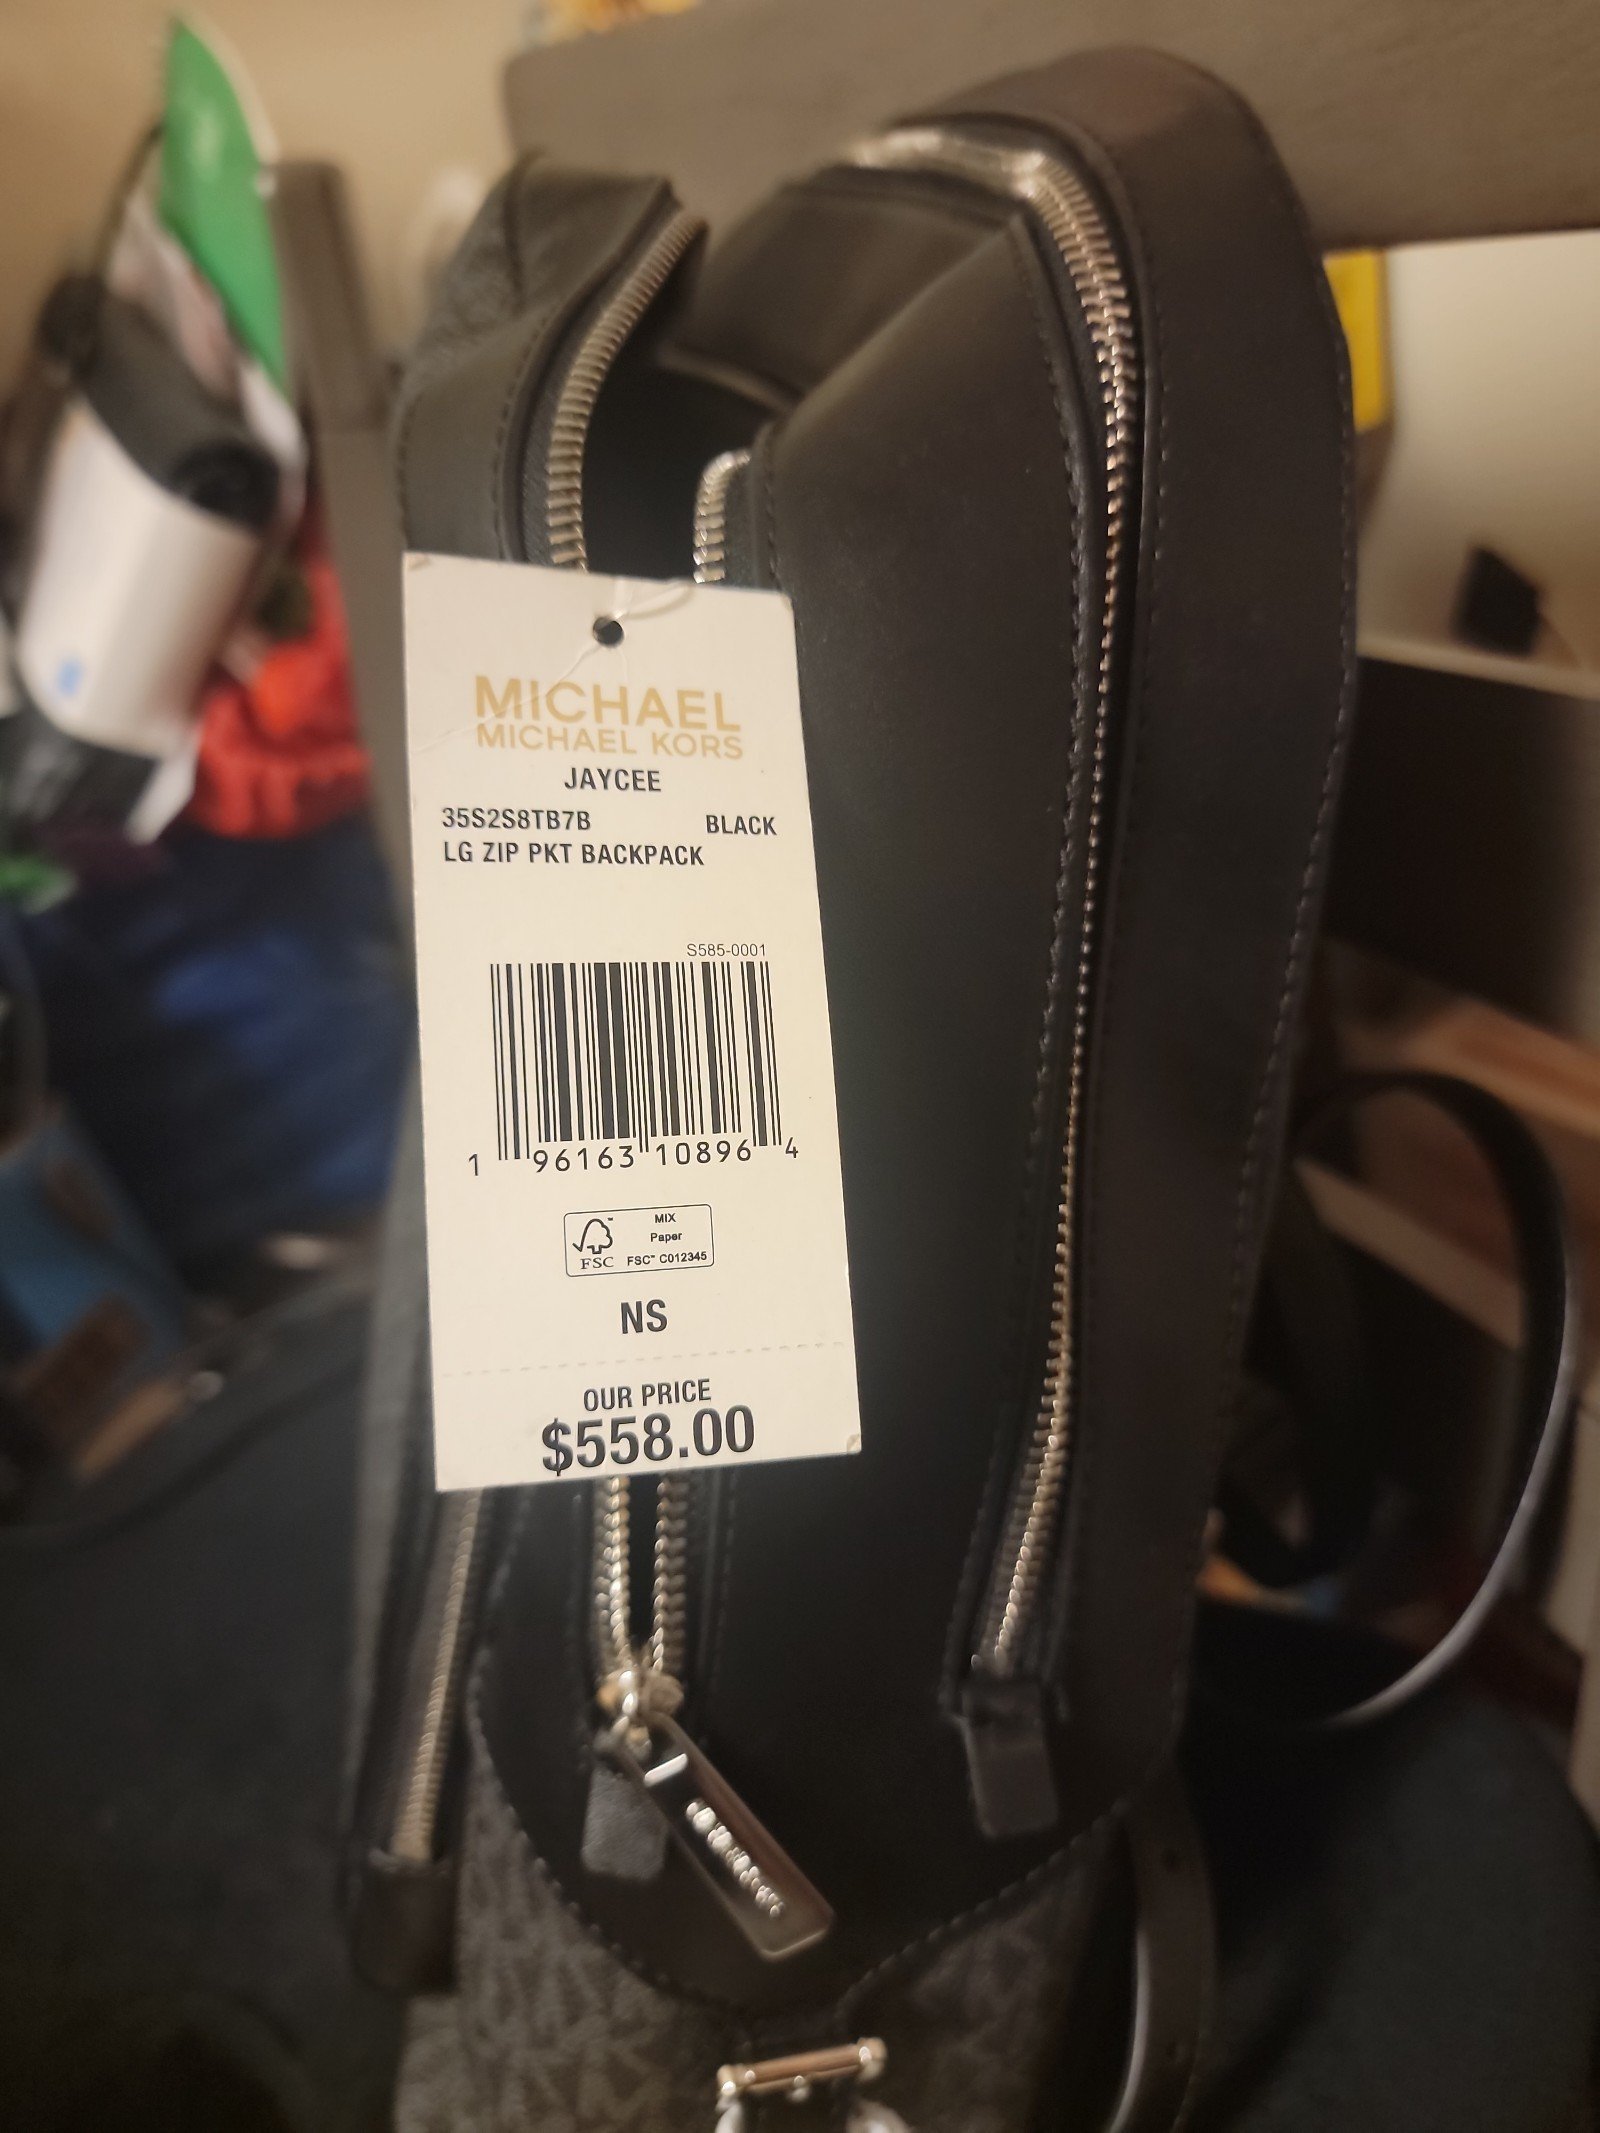 MICHAEL
MICHAEL KORS
JAYCEE
35S2S8TB7B BLACK
LG ZIP PKT BACKPACK
S585-0001
1 96163 10896 4
FSC
MIX
Paper
FSC™ C012345
NS
OUR PRICE
$558.00